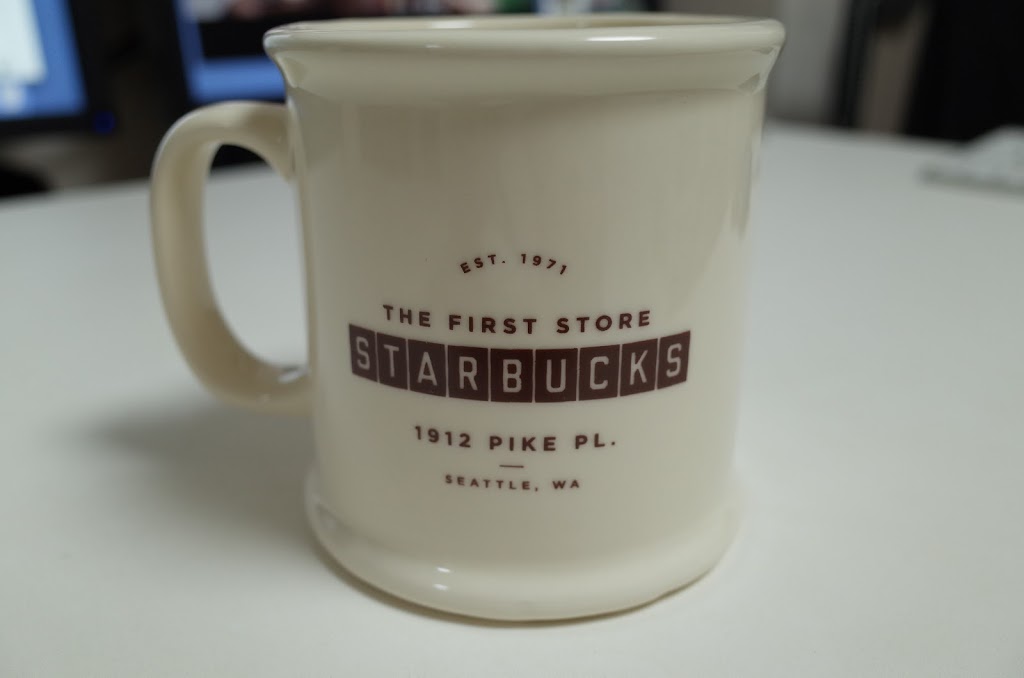 EST. 1971
THE FIRST STORE
STARBUCKS
1912 PIKE PL.
SEATTLE, WA